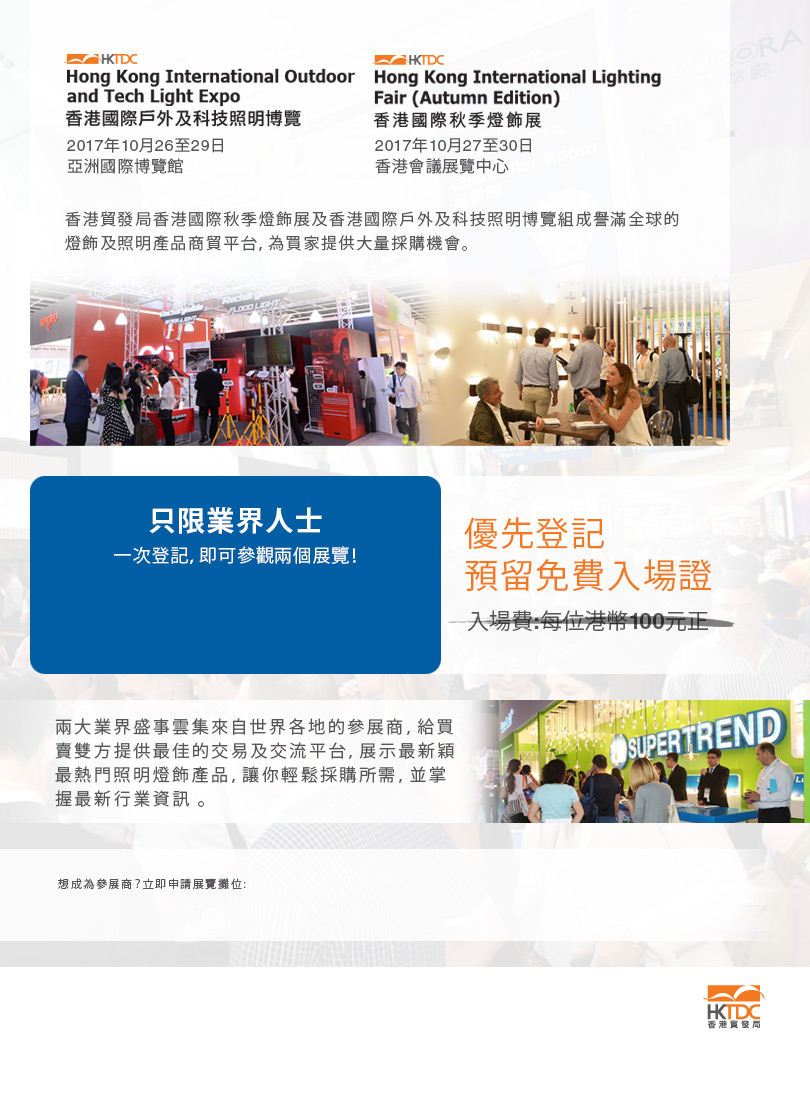 HKTDC
Hong Kong International Outdoor
and Tech Light Expo
香港國際戶外及科技照明博覽
2017年10月26至29日
亞洲國際博覽館
HKTDC
Hong Kong International Lighting
Fair (Autumn Edition)
香港國際秋季燈飾展
2017年10月27至30日
香港會議展覽中心
AURORA
香港貿發局香港國際秋季燈飾展及香港國際戶外及科技照明博覽組成譽滿全球的
燈飾及照明產品商貿平台, 為買家提供大量採購機會。
FLOOD LIGHT
只限業界人士
一次登記, 即可參觀兩個展覽!
優先登記
預留免費入場證
入場費:每位港幣100元正
兩大業界盛事雲集來自世界各地的參展商, 給買
賣雙方提供最佳的交易及交流平台, 展示最新穎
最熱門照明燈飾產品, 讓你輕鬆採購所需, 並掌
握最新行業資訊 。
SUPERTREND
想成為參展商?立即申請展覽攤位:
HKTDC
香港貿發局